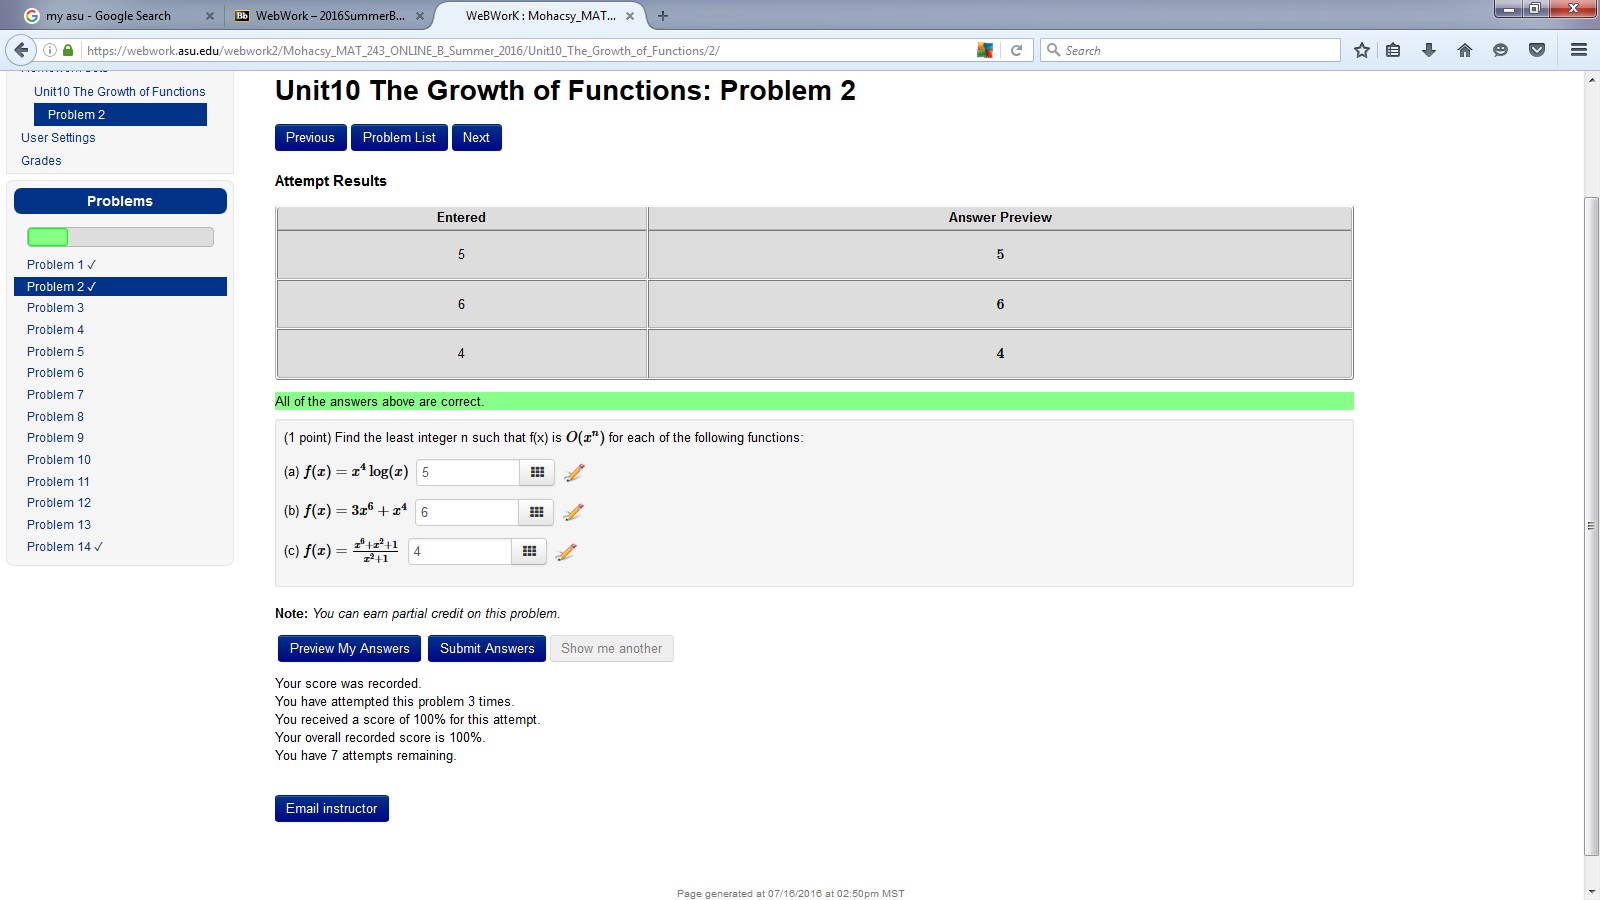 my asu - Google Search
WebWork – 2016SummerB...
WeBWorK : Mohacsy_MAT...
https://webwork.asu.edu/webwork2/Mohacsy_MAT_243_ONLINE_B_Summer_2016/Unit10_The_Growth_of_Functions/2/
Search
Unit10 The Growth of Functions
Problem 2
User Settings
Grades
Problems
Problem 1 ✓
Problem 2 ✓
Problem 3
Problem 4
Problem 5
Problem 6
Problem 7
Problem 8
Problem 9
Problem 10
Problem 11
Problem 12
Problem 13
Problem 14 ✓
Unit10 The Growth of Functions: Problem 2
Previous Problem List Next
Attempt Results
Entered Answer Preview
5 5
6 6
4 4
All of the answers above are correct.
(1 point) Find the least integer n such that f(x) is O(xⁿ) for each of the following functions:
(a) f(x) = x⁴ log(x) 5
(b) f(x) = 3x⁶ + x⁴ 6
(c) f(x) = (x⁶+x²+1)/(x²+1) 4
Note: You can earn partial credit on this problem.
Preview My Answers Submit Answers Show me another
Your score was recorded.
You have attempted this problem 3 times.
You received a score of 100% for this attempt.
Your overall recorded score is 100%.
You have 7 attempts remaining.
Email instructor
Page generated at 07/16/2016 at 02:50pm MST